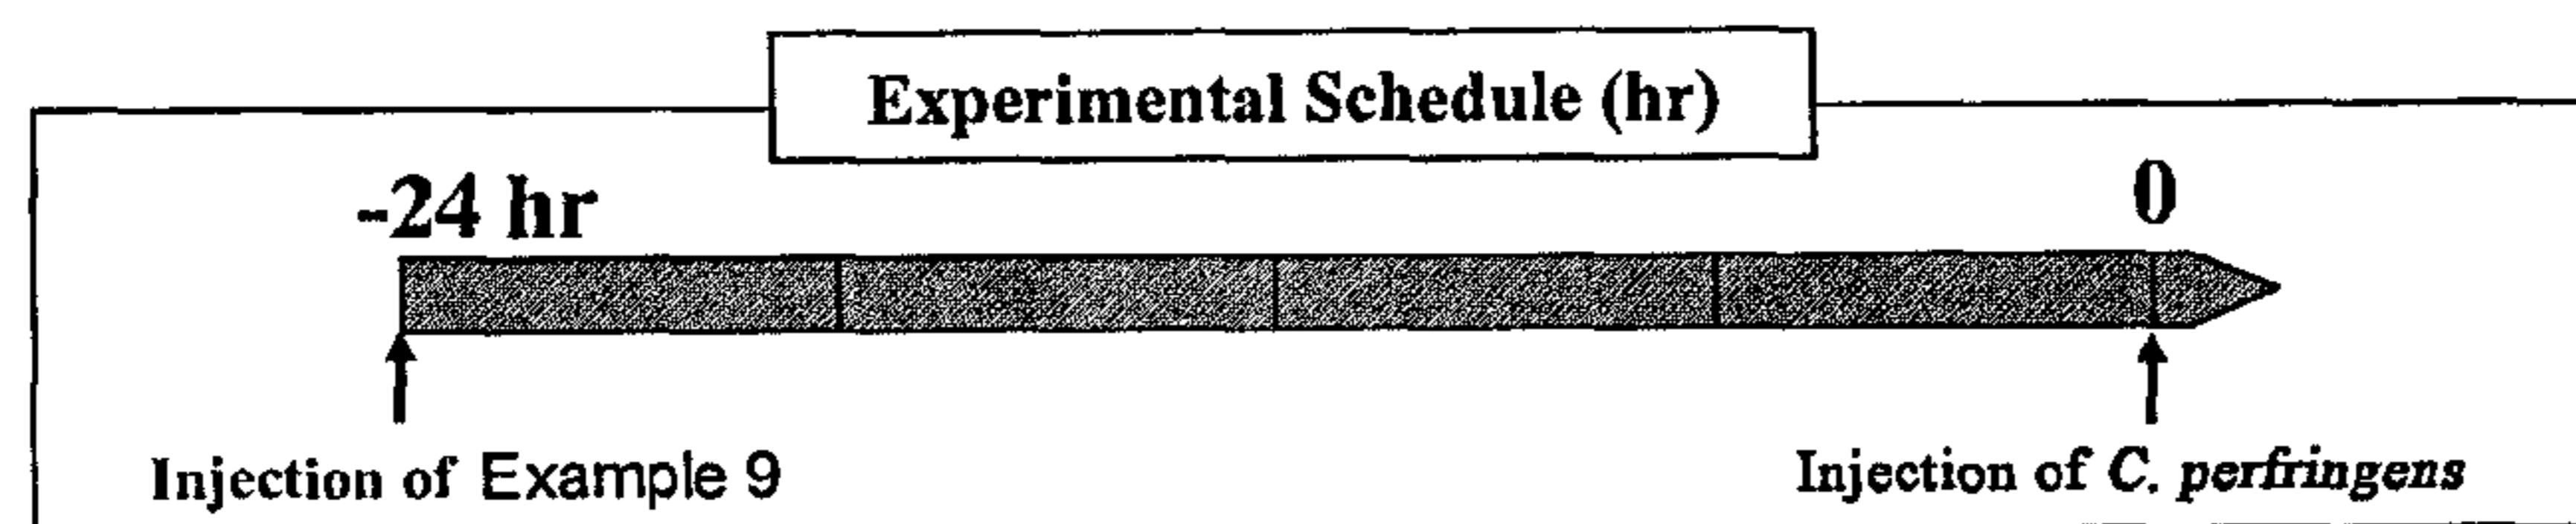 Experimental Schedule (hr)
-24 hr 0
Injection of Example 9 Injection of C. perfringens